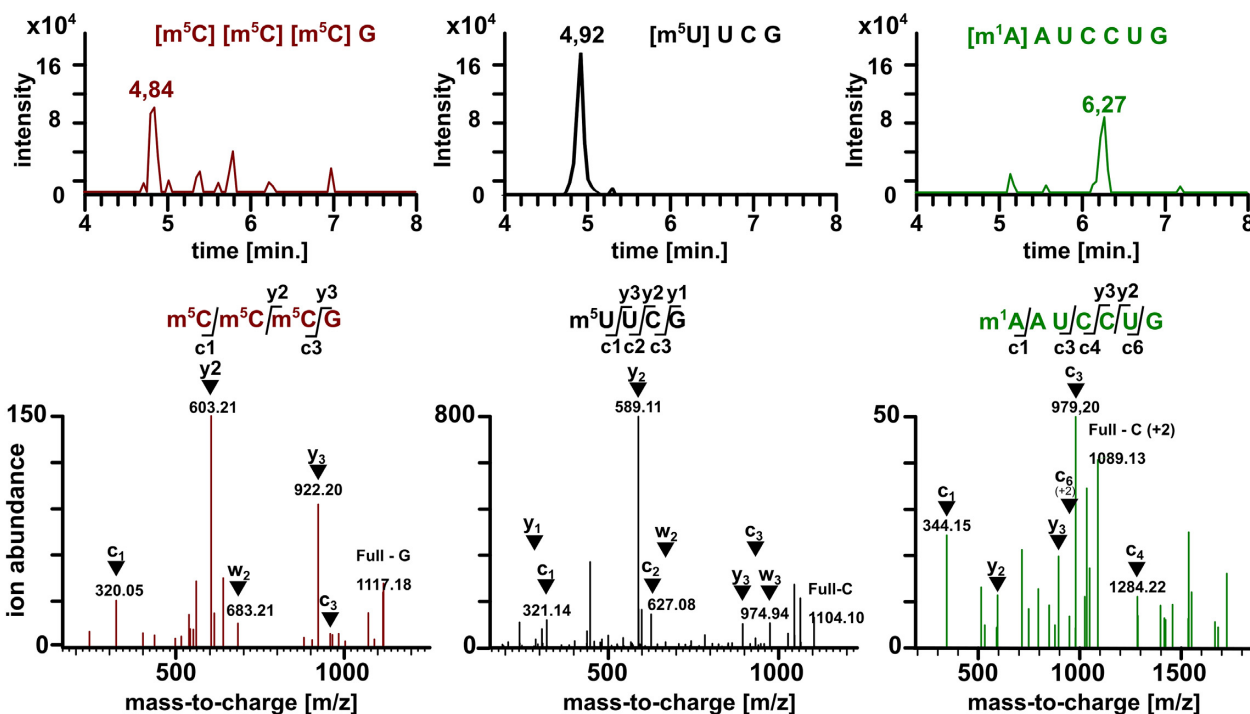 x10⁴
[m⁵C] [m⁵C] [m⁵C] G
intensity
16
8
0
4,84
4 5 6 7 8
time [min.]
x10⁴
[m⁵U] U C G
Intensity
16
8
0
4,92
4 5 6 7 8
time [min.]
x10⁴
[m¹A] A U C C U G
intensity
16
8
0
6,27
4 5 6 7 8
time [min.]
y2 y3
m⁵C/m⁵C/m⁵C/G
c1 c3
ion abundance
150
0
y2
603.21
y₃
922.20
c₁
320.05
w₂
683.21
c₃
Full - G
1117.18
500 1000
mass-to-charge [m/z]
y3 y2 y1
m⁵U/U/C/G
c1 c2 c3
800
0
y₂
589.11
y₁
c₁
321.14
w₂
c₂
627.08
c₃
y₃ w₃
974.94
Full-C
1104.10
500 1000
mass-to-charge [m/z]
y3 y2
m¹A/A U/C/C/U/G
c1 c3 c4 c6
50
0
c₃
979,20
Full - C (+2)
1089.13
c₆
(+2)
c₁
344.15
y₃
y₂
c₄
1284.22
500 1000 1500
mass-to-charge [m/z]